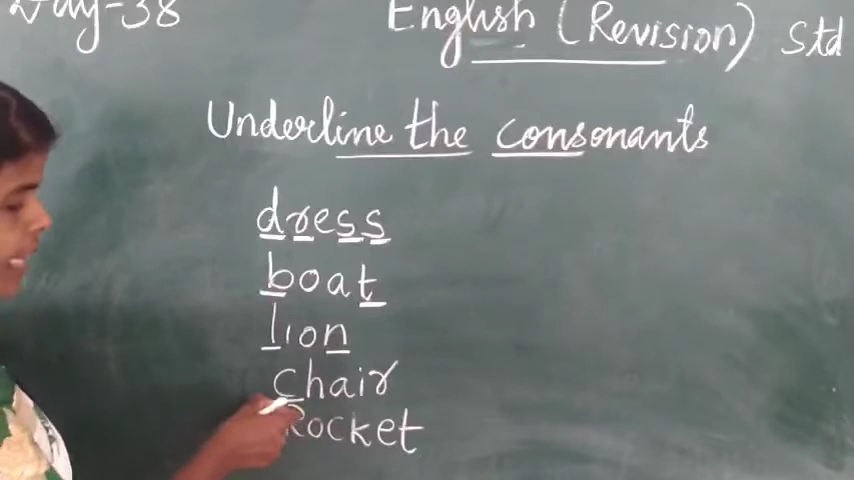 Day-38 English (Revision) Std
Underline the consonants
dress
boat
lion
chair
Rocket